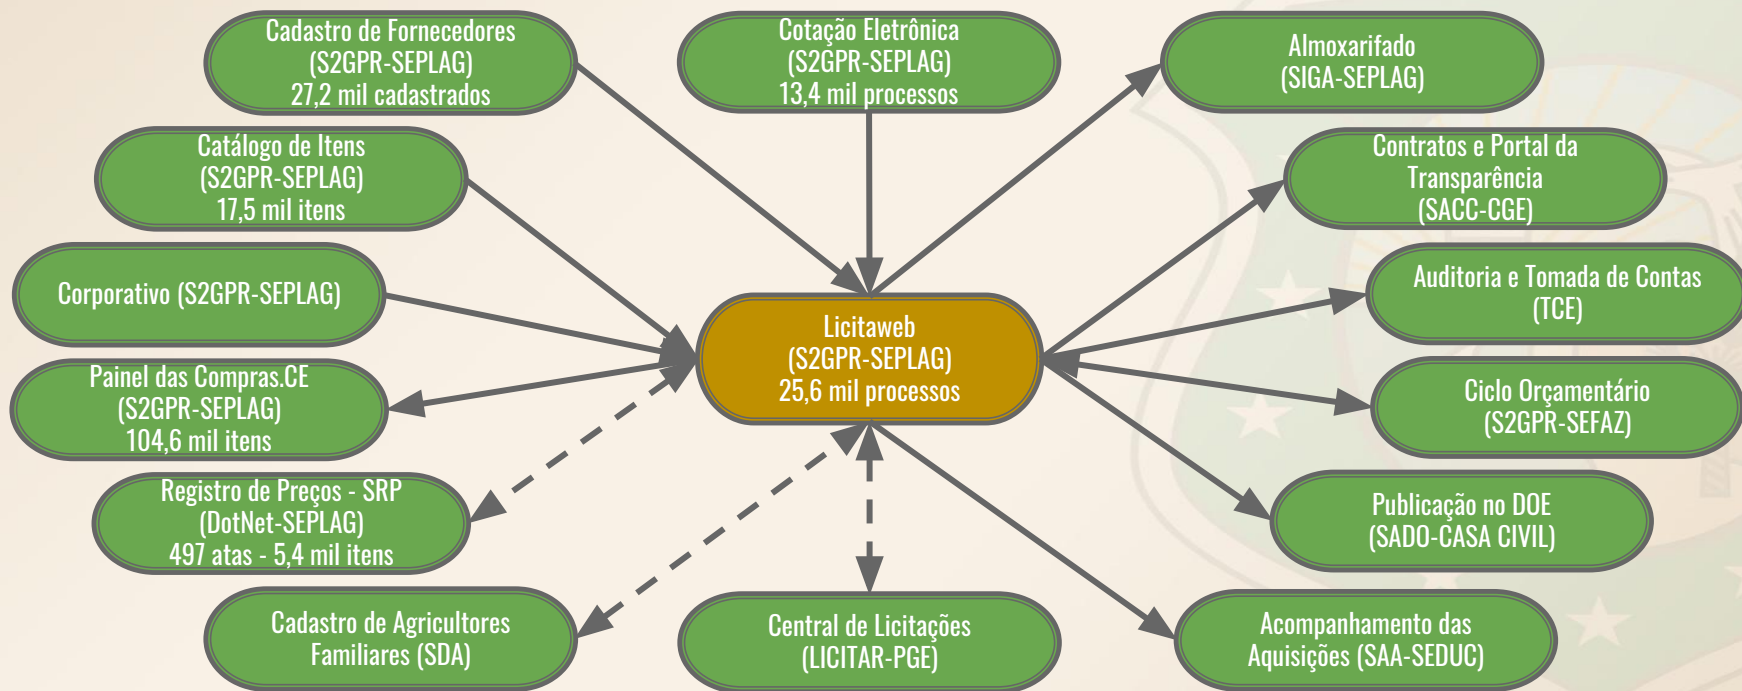 Cadastro de Fornecedores
(S2GPR-SEPLAG)
27,2 mil cadastrados
Cotação Eletrônica
(S2GPR-SEPLAG)
13,4 mil processos
Almoxarifado
(SIGA-SEPLAG)
Catálogo de Itens
(S2GPR-SEPLAG)
17,5 mil itens
Contratos e Portal da
Transparência
(SACC-CGE)
Corporativo (S2GPR-SEPLAG)
Auditoria e Tomada de Contas
(TCE)
Licitaweb
(S2GPR-SEPLAG)
25,6 mil processos
Painel das Compras.CE
(S2GPR-SEPLAG)
104,6 mil itens
Ciclo Orçamentário
(S2GPR-SEFAZ)
Registro de Preços - SRP
(DotNet-SEPLAG)
497 atas - 5,4 mil itens
Publicação no DOE
(SADO-CASA CIVIL)
Cadastro de Agricultores
Familiares (SDA)
Central de Licitações
(LICITAR-PGE)
Acompanhamento das
Aquisições (SAA-SEDUC)